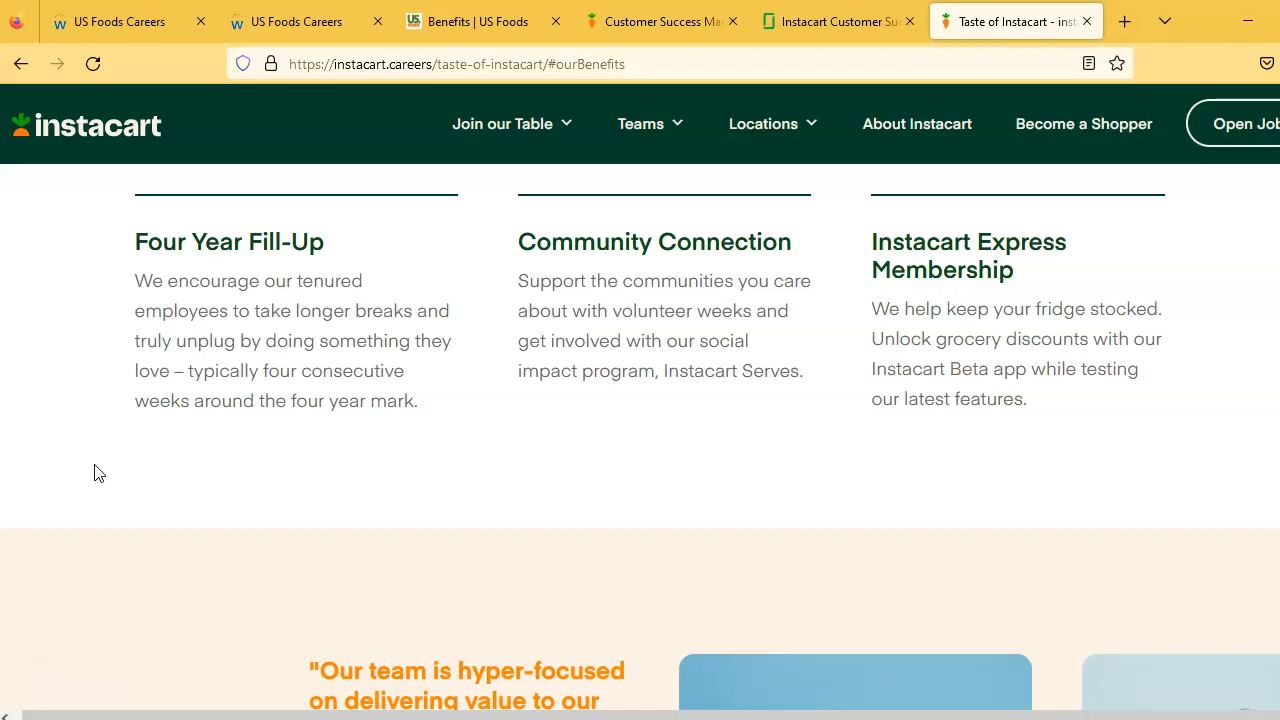 US Foods Careers
US Foods Careers
Benefits | US Foods
Customer Success Ma
Instacart Customer Su
Taste of Instacart - inst
https://instacart.careers/taste-of-instacart/#ourBenefits
instacart
Join our Table
Teams
Locations
About Instacart
Become a Shopper
Open Job
Four Year Fill-Up
We encourage our tenured
employees to take longer breaks and
truly unplug by doing something they
love – typically four consecutive
weeks around the four year mark.
Community Connection
Support the communities you care
about with volunteer weeks and
get involved with our social
impact program, Instacart Serves.
Instacart Express
Membership
We help keep your fridge stocked.
Unlock grocery discounts with our
Instacart Beta app while testing
our latest features.
"Our team is hyper-focused
on delivering value to our